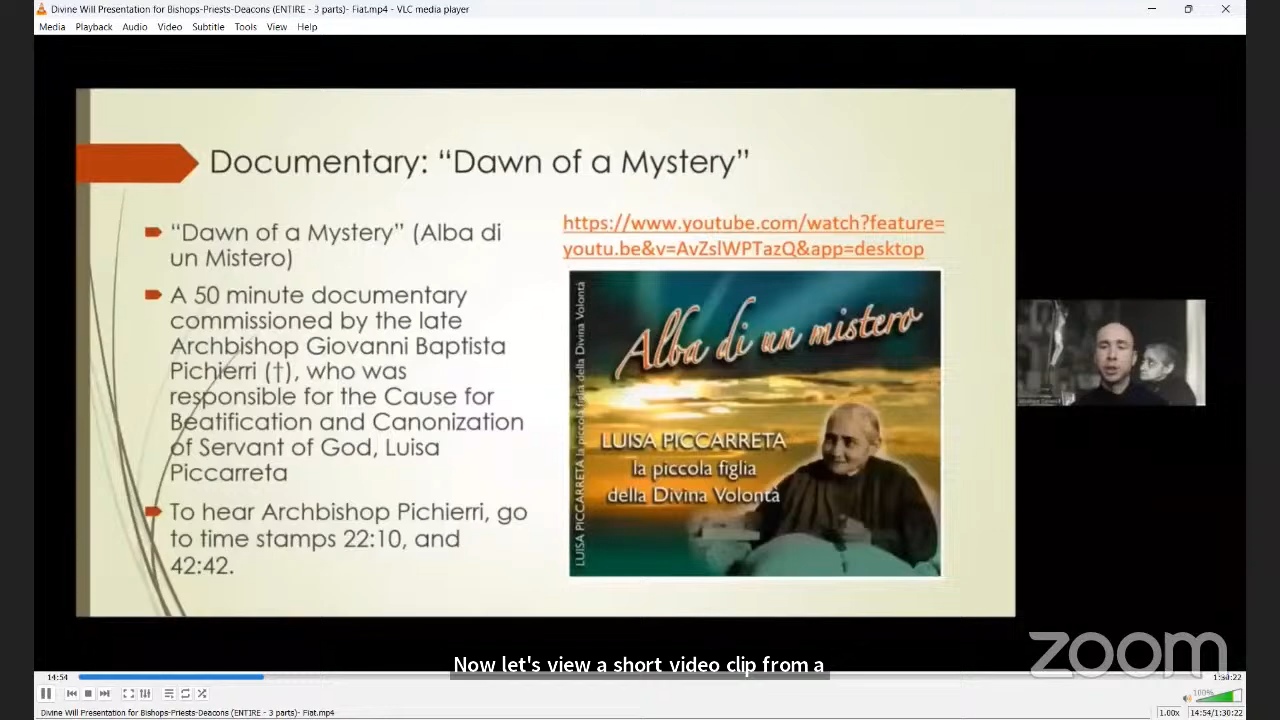 Divine Will Presentation for Bishops-Priests-Deacons (ENTIRE - 3 parts)- Fiat.mp4 - VLC media player
Media Playback Audio Video Subtitle Tools View Help
Documentary: “Dawn of a Mystery”
“Dawn of a Mystery” (Alba di
un Mistero)
A 50 minute documentary
commissioned by the late
Archbishop Giovanni Baptista
Pichierri (†), who was
responsible for the Cause for
Beatification and Canonization
of Servant of God, Luisa
Piccarreta
To hear Archbishop Pichierri, go
to time stamps 22:10, and
42:42.
https://www.youtube.com/watch?feature=
youtu.be&v=AvZslWPTazQ&app=desktop
LUISA PICCARRETA la piccola figlia della Divina Volontà
Alba di un mistero
LUISA PICCARRETA
la piccola figlia
della Divina Volontà
Now let's view a short video clip from a
zoom
14:54
1:30:22
100%
Divine Will Presentation for Bishops-Priests-Deacons (ENTIRE - 3 parts)- Fiat.mp4
1.00x
14:54/1:30:22